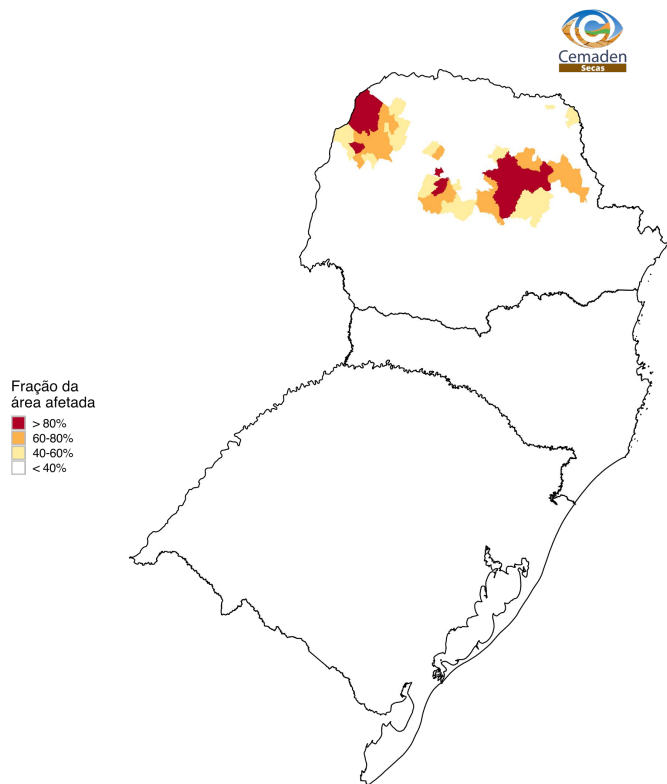 Cemaden
Secas
Fração da
área afetada
> 80%
60-80%
40-60%
< 40%